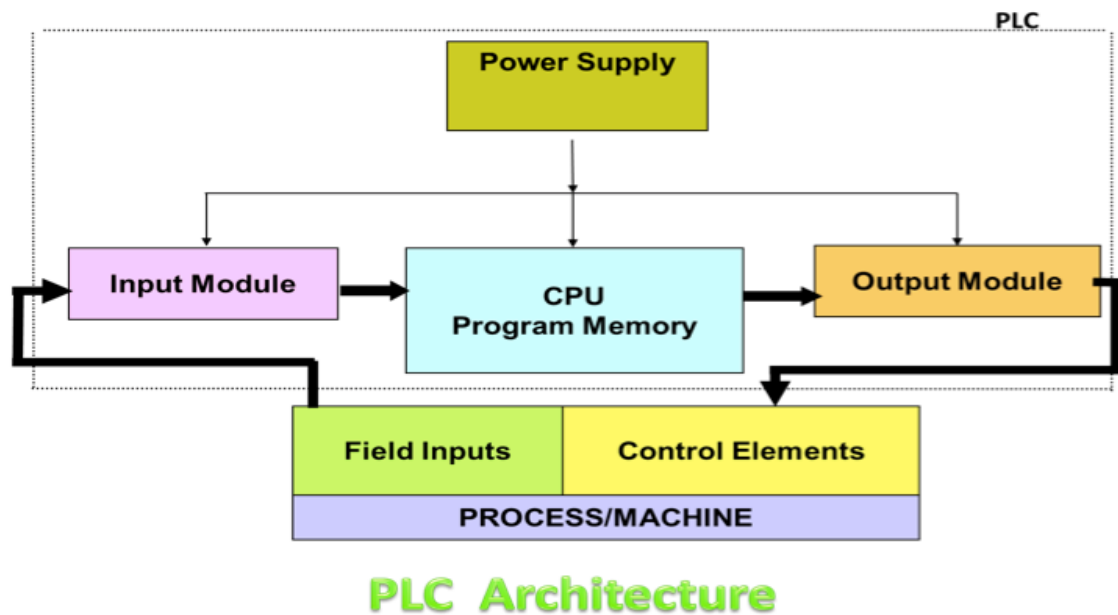 PLC
Power Supply
Input Module
CPU
Program Memory
Output Module
Field Inputs
Control Elements
PROCESS/MACHINE
PLC Architecture